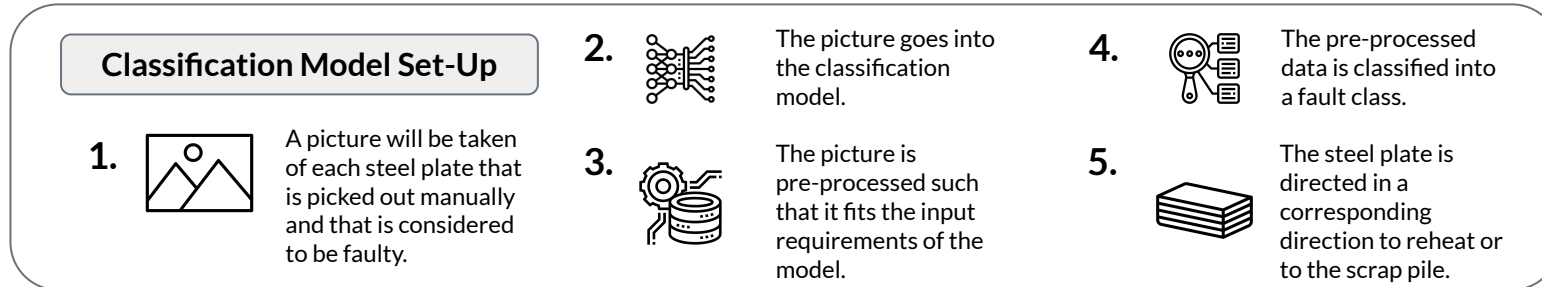 Classification Model Set-Up
1.
A picture will be taken
of each steel plate that
is picked out manually
and that is considered
to be faulty.
2.
The picture goes into
the classification
model.
3.
The picture is
pre-processed such
that it fits the input
requirements of the
model.
4.
The pre-processed
data is classified into
a fault class.
5.
The steel plate is
directed in a
corresponding
direction to reheat or
to the scrap pile.